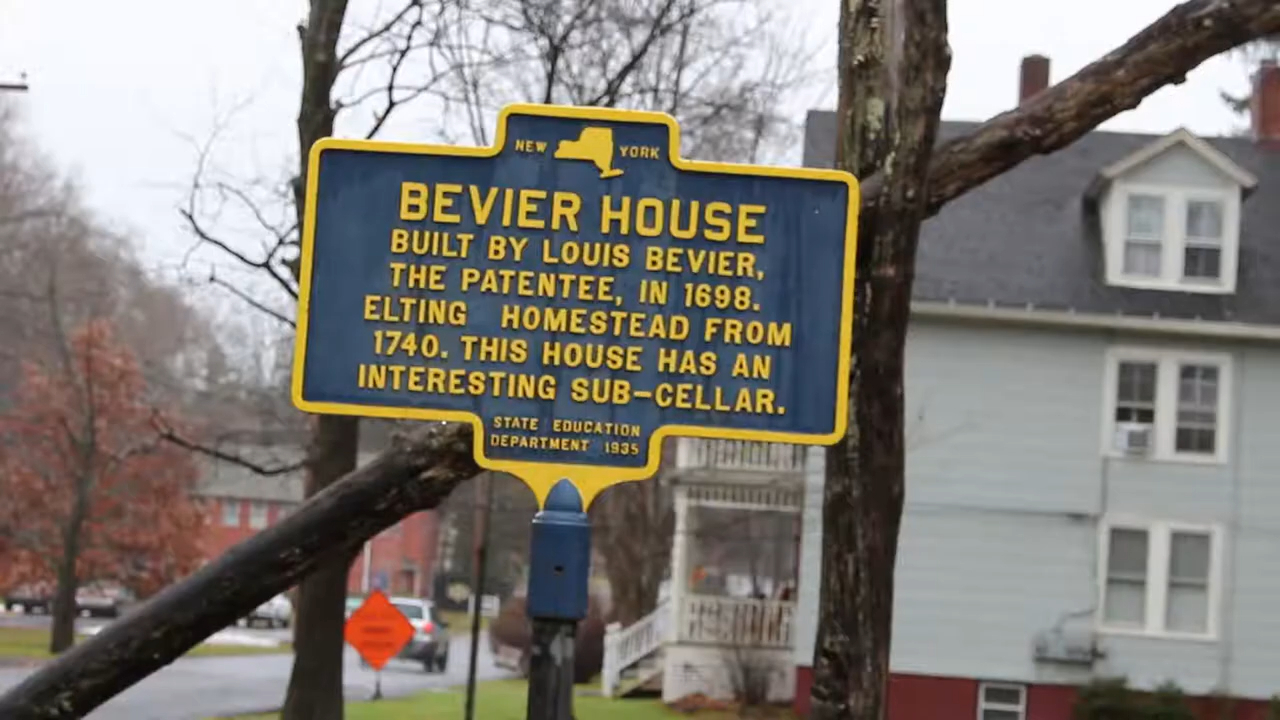 NEW YORK
BEVIER HOUSE
BUILT BY LOUIS BEVIER,
THE PATENTEE, IN 1698.
ELTING HOMESTEAD FROM
1740. THIS HOUSE HAS AN
INTERESTING SUB-CELLAR.
STATE EDUCATION
DEPARTMENT 1935